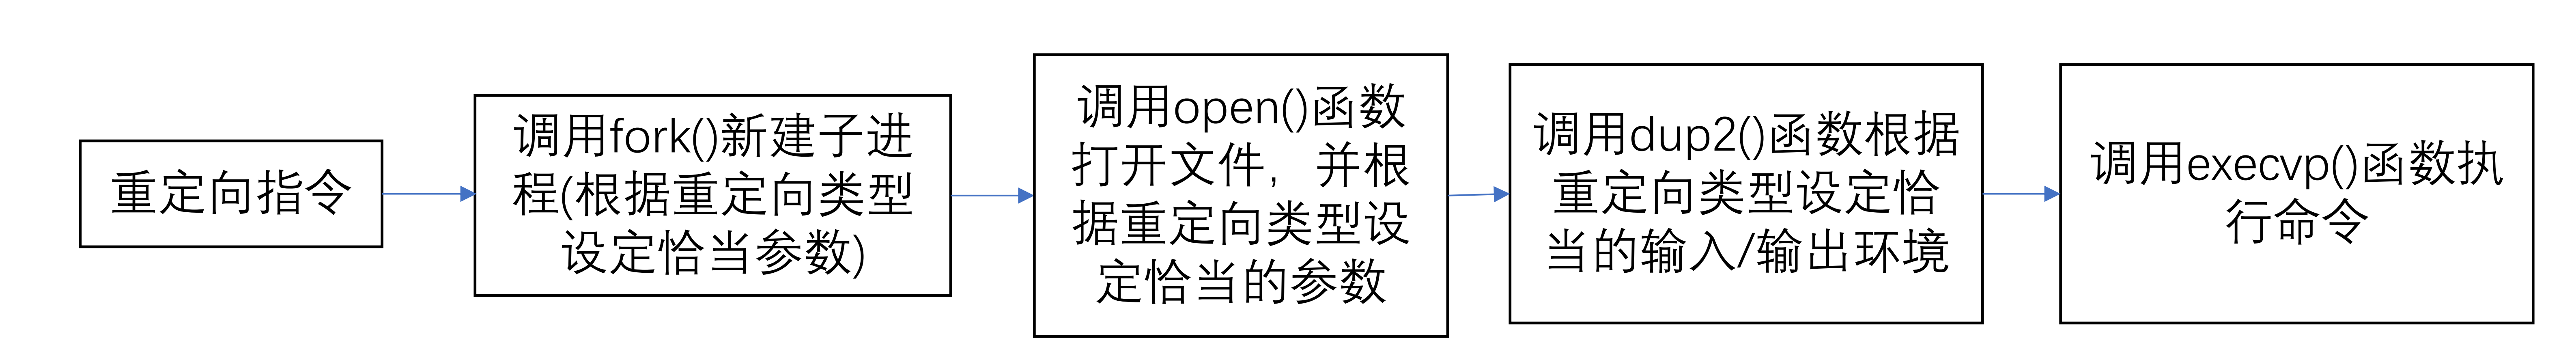 重定向指令
调用fork()新建子进
程(根据重定向类型
设定恰当参数)
调用open()函数
打开文件，并根
据重定向类型设
定恰当的参数
调用dup2()函数根据
重定向类型设定恰
当的输入/输出环境
调用execvp()函数执
行命令